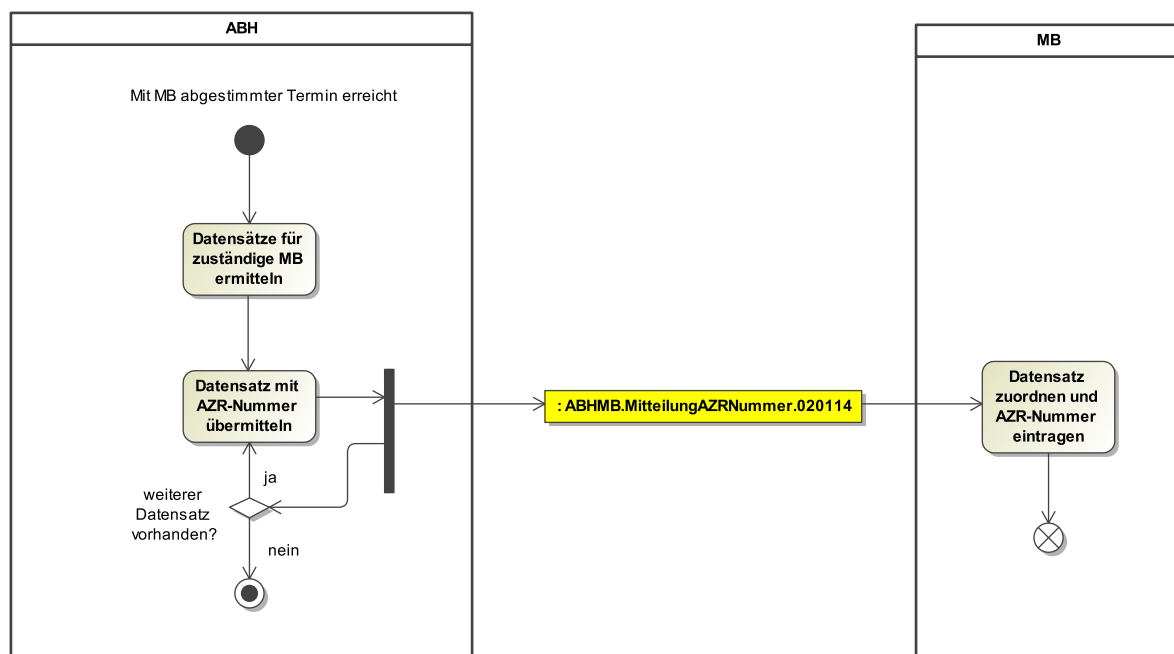 ABH
MB
Mit MB abgestimmter Termin erreicht
Datensätze für
zuständige MB
ermitteln
Datensatz mit
AZR-Nummer
übermitteln
: ABHMB.MitteilungAZRNummer.020114
Datensatz
zuordnen und
AZR-Nummer
eintragen
ja
weiterer
Datensatz
vorhanden?
nein